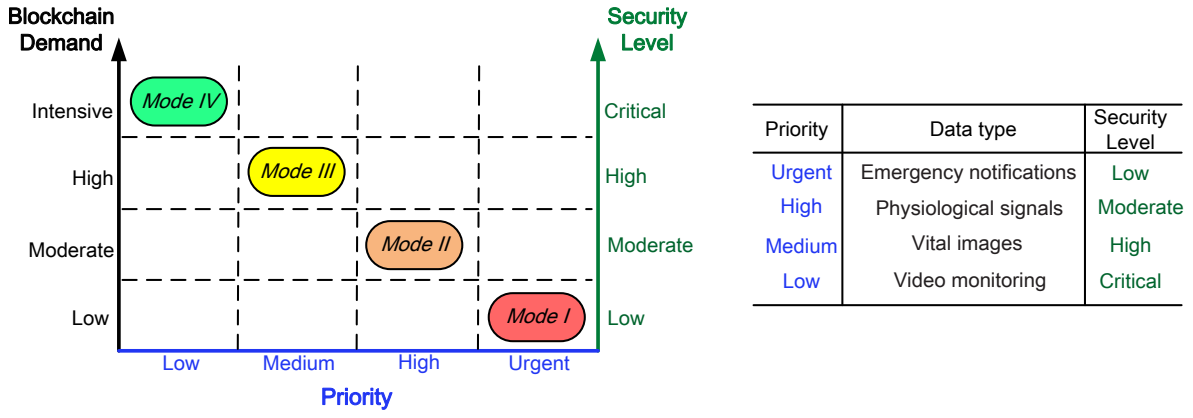 Blockchain
Demand
Security
Level
Intensive
Mode IV
Critical
High
Mode III
High
Moderate
Mode II
Moderate
Low
Mode I
Low
Low Medium High Urgent
Priority
Priority Data type Security Level
Urgent Emergency notifications Low
High Physiological signals Moderate
Medium Vital images High
Low Video monitoring Critical